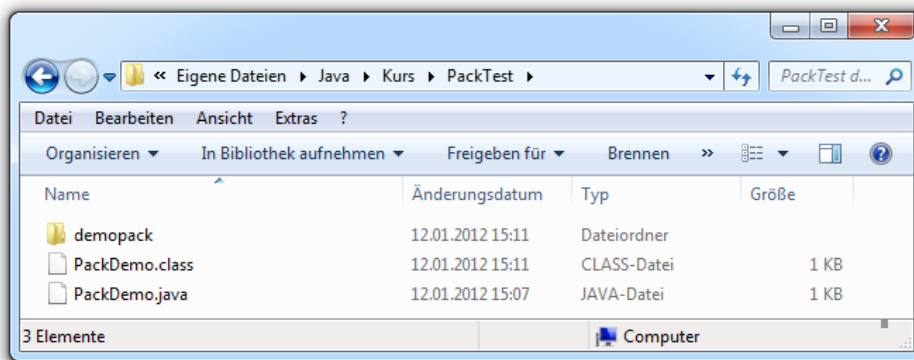 « Eigene Dateien Java Kurs PackTest PackTest d...
Datei Bearbeiten Ansicht Extras ?
Organisieren In Bibliothek aufnehmen Freigeben für Brennen »
Name Änderungsdatum Typ Größe
demopack 12.01.2012 15:11 Dateiordner
PackDemo.class 12.01.2012 15:11 CLASS-Datei 1 KB
PackDemo.java 12.01.2012 15:07 JAVA-Datei 1 KB
3 Elemente Computer